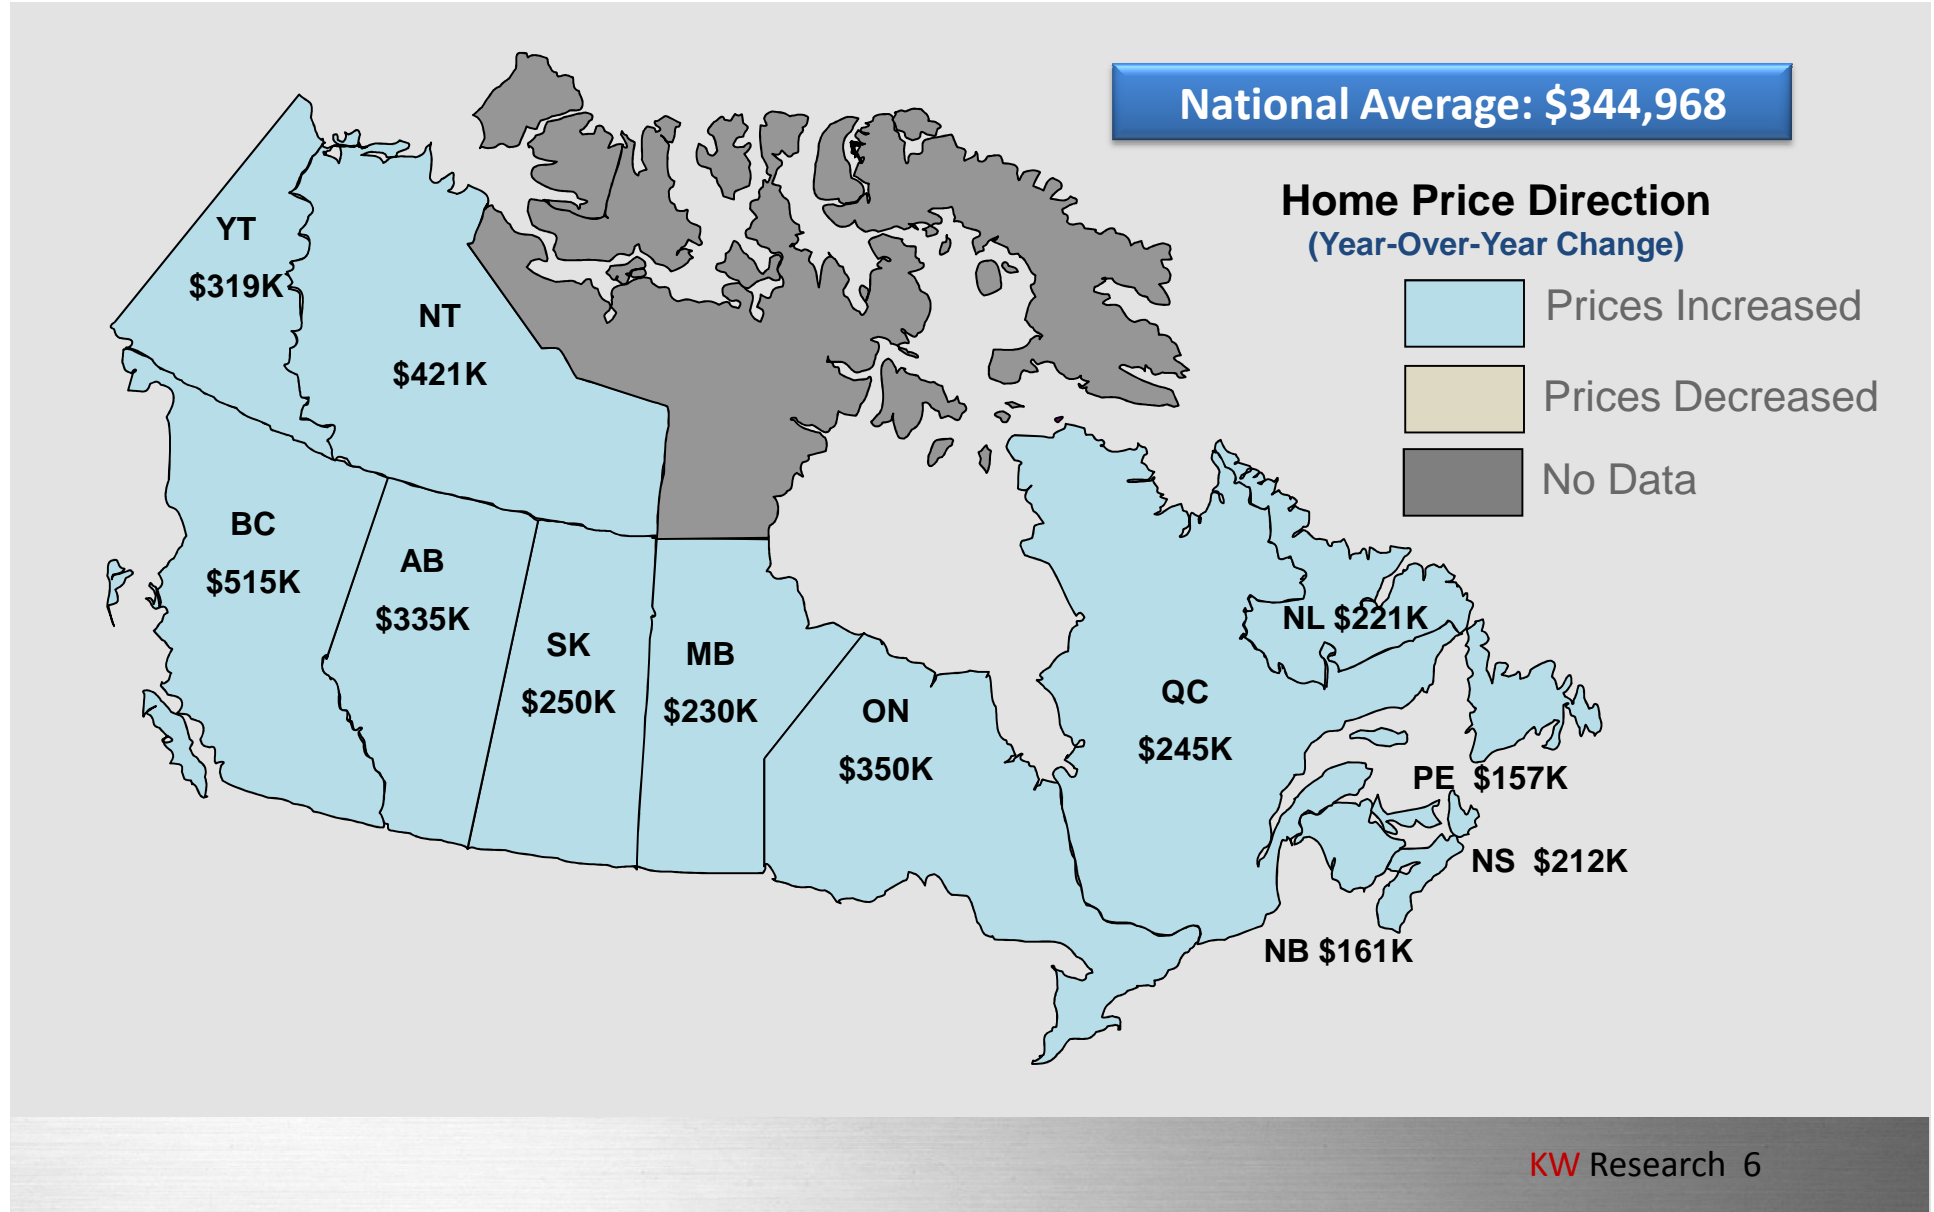 National Average: $344,968
Home Price Direction
(Year-Over-Year Change)
Prices Increased
Prices Decreased
No Data
YT
$319K
NT
$421K
BC
$515K
AB
$335K
SK
$250K
MB
$230K
ON
$350K
QC
$245K
NL $221K
PE $157K
NS $212K
NB $161K
KW Research 6